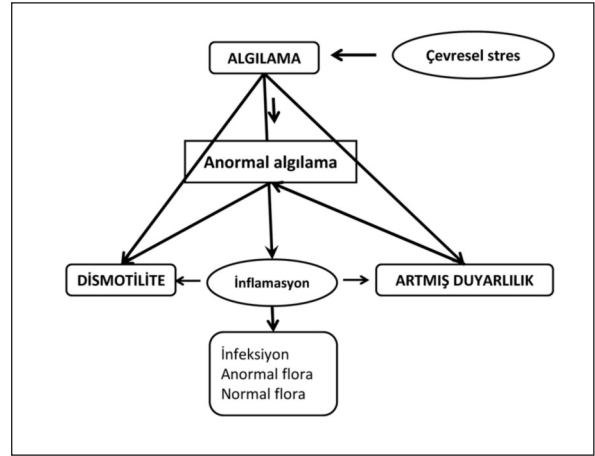 ALGILAMA
Çevresel stres
Anormal algılama
DİSMOTİLİTE
İnflamasyon
ARTMIŞ DUYARLILIK
İnfeksiyon
Anormal flora
Normal flora